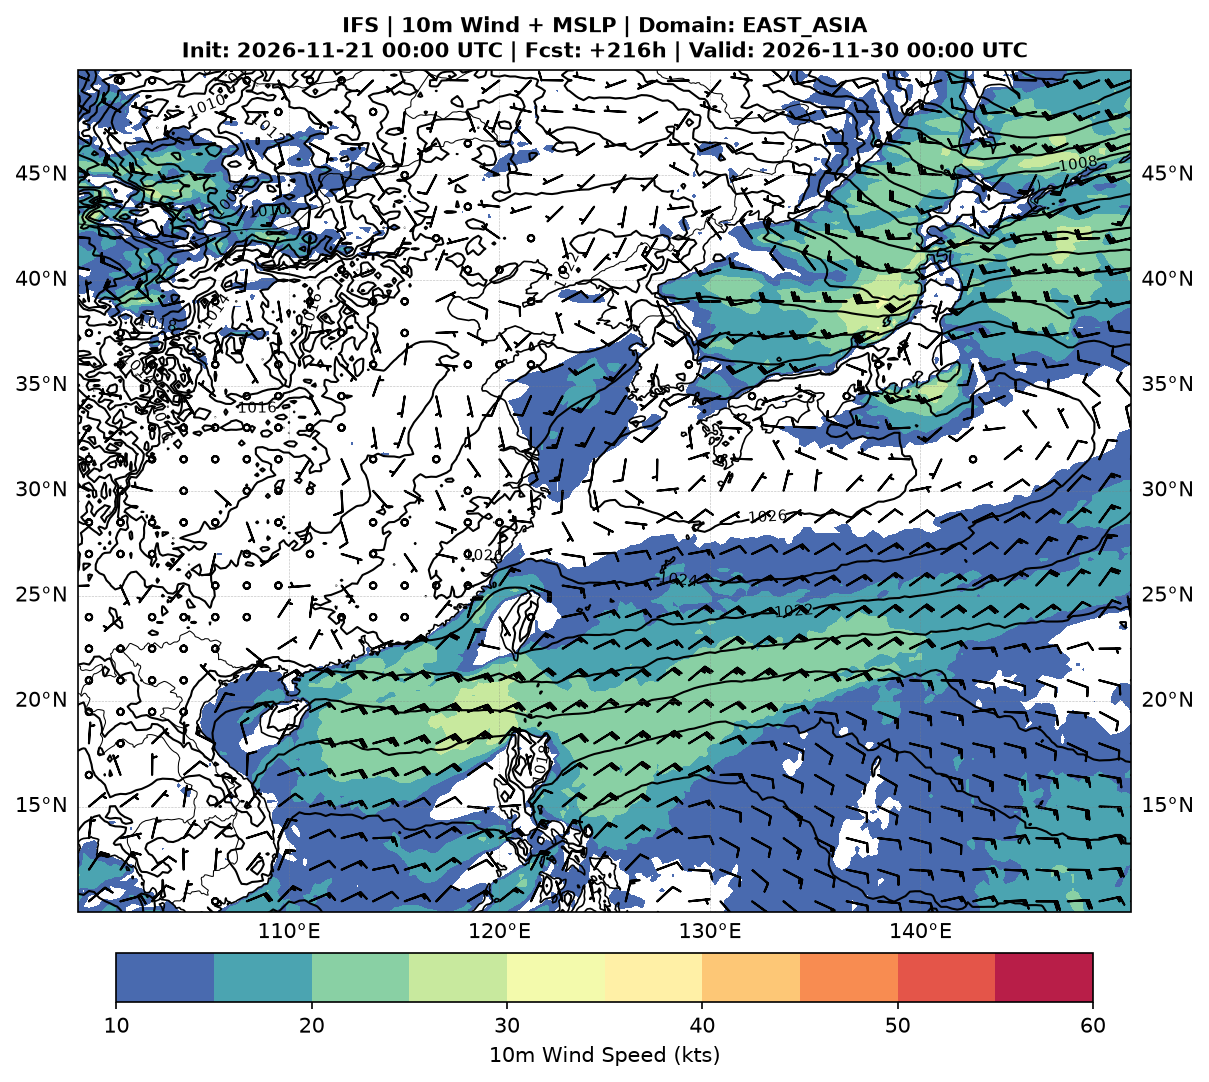 IFS | 10m Wind + MSLP | Domain: EAST_ASIA
Init: 2026-11-21 00:00 UTC | Fcst: +216h | Valid: 2026-11-30 00:00 UTC
1010
1008
45°N 45°N
1010
40°N 40°N
1018
35°N 35°N
1016
30°N 30°N
1026
1020
1024
25°N 25°N
1022
20°N 20°N
1018
15°N 15°N
110°E 120°E 130°E 140°E
10 20 30 40 50 60
10m Wind Speed (kts)